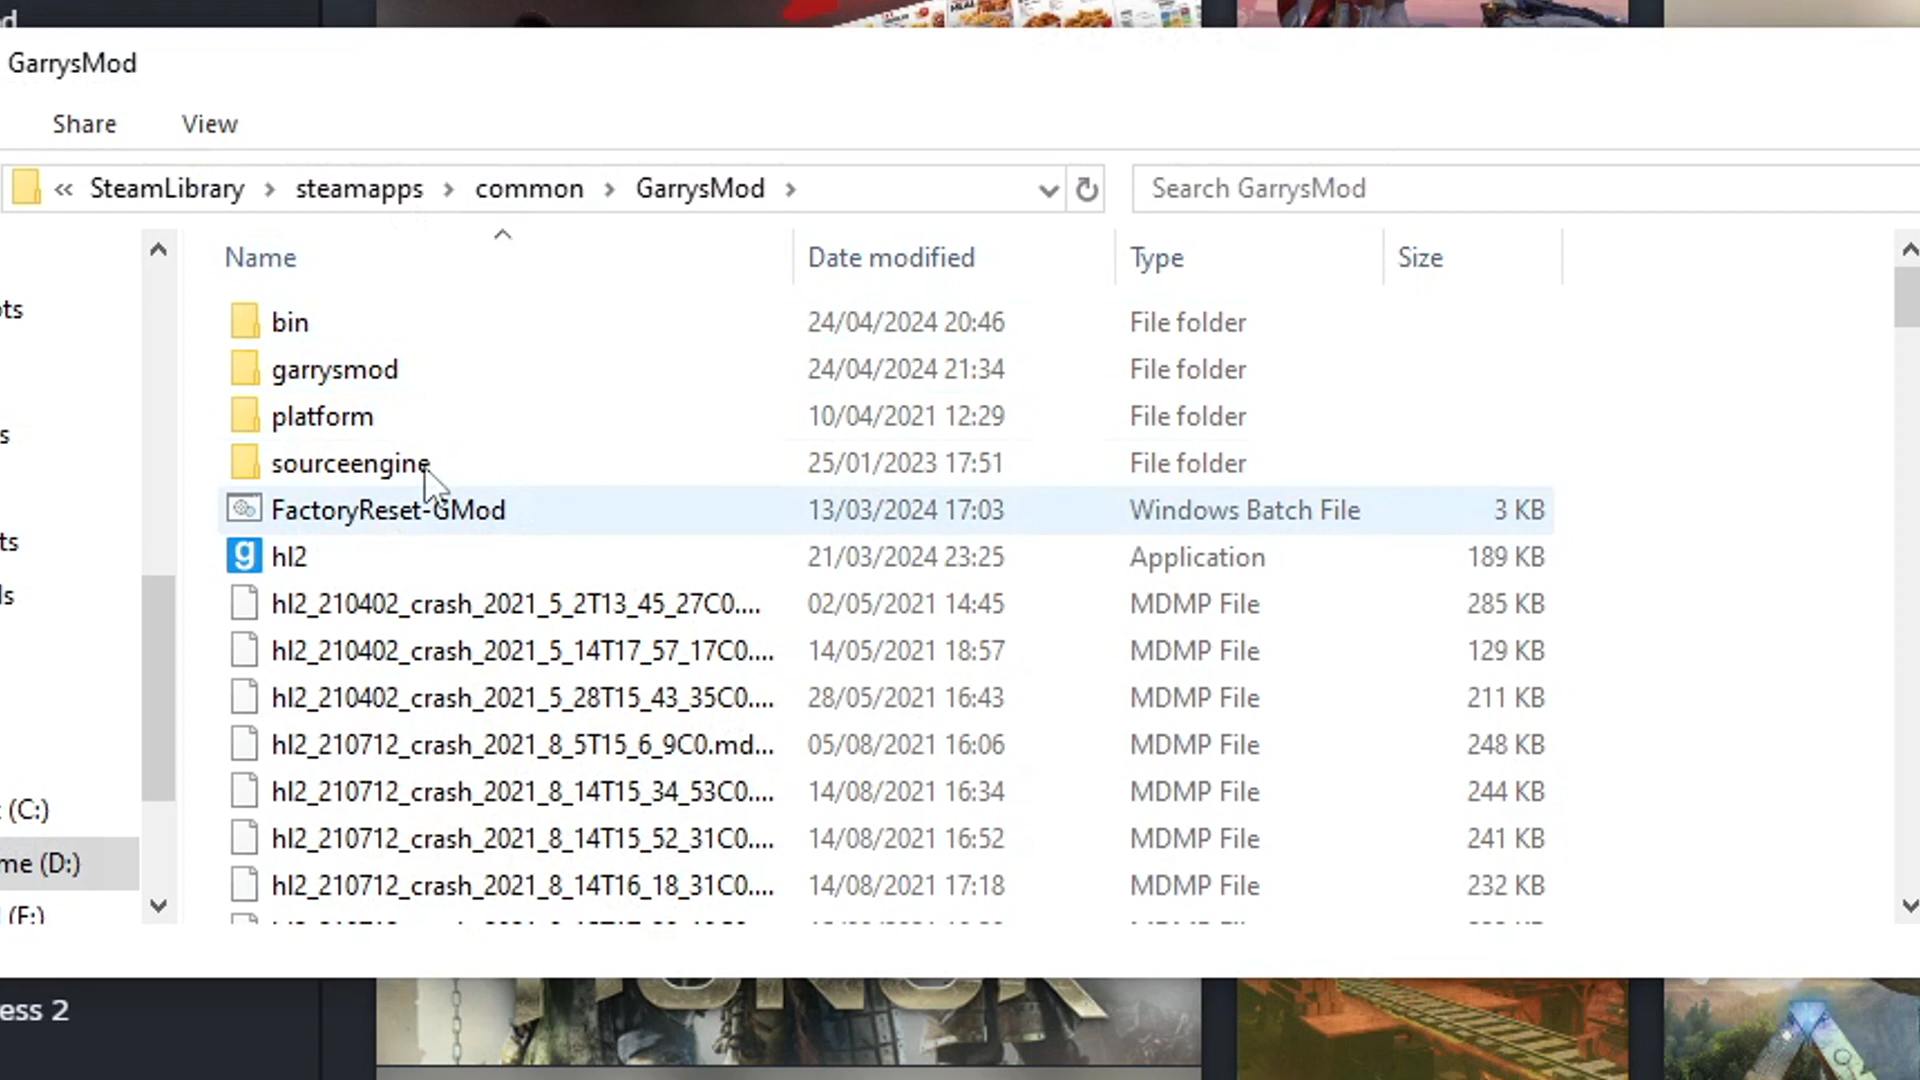 GarrysMod
Share View
« SteamLibrary > steamapps > common > GarrysMod >
Search GarrysMod
Name Date modified Type Size
bin 24/04/2024 20:46 File folder
garrysmod 24/04/2024 21:34 File folder
platform 10/04/2021 12:29 File folder
sourceengine 25/01/2023 17:51 File folder
FactoryReset-GMod 13/03/2024 17:03 Windows Batch File 3 KB
hl2 21/03/2024 23:25 Application 189 KB
hl2_210402_crash_2021_5_2T13_45_27C0.... 02/05/2021 14:45 MDMP File 285 KB
hl2_210402_crash_2021_5_14T17_57_17C0.... 14/05/2021 18:57 MDMP File 129 KB
hl2_210402_crash_2021_5_28T15_43_35C0.... 28/05/2021 16:43 MDMP File 211 KB
hl2_210712_crash_2021_8_5T15_6_9C0.md... 05/08/2021 16:06 MDMP File 248 KB
hl2_210712_crash_2021_8_14T15_34_53C0.... 14/08/2021 16:34 MDMP File 244 KB
hl2_210712_crash_2021_8_14T15_52_31C0.... 14/08/2021 16:52 MDMP File 241 KB
hl2_210712_crash_2021_8_14T16_18_31C0.... 14/08/2021 17:18 MDMP File 232 KB
(C:)
me (D:)
ess 2